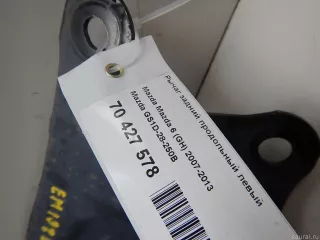 Рычаг задний продольный левый
Mazda Mazda 6 (GH) 2007-2013
Mazda GS1D-28-250B
70 427 578